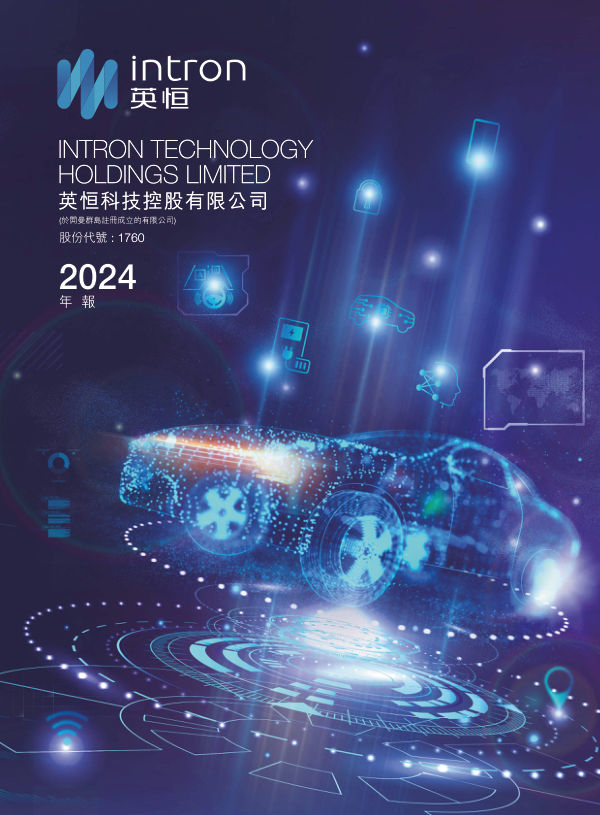 intron
英恒
INTRON TECHNOLOGY
HOLDINGS LIMITED
英恒科技控股有限公司
(於開曼群島註冊成立的有限公司)
股份代號 : 1760
2024
年 報